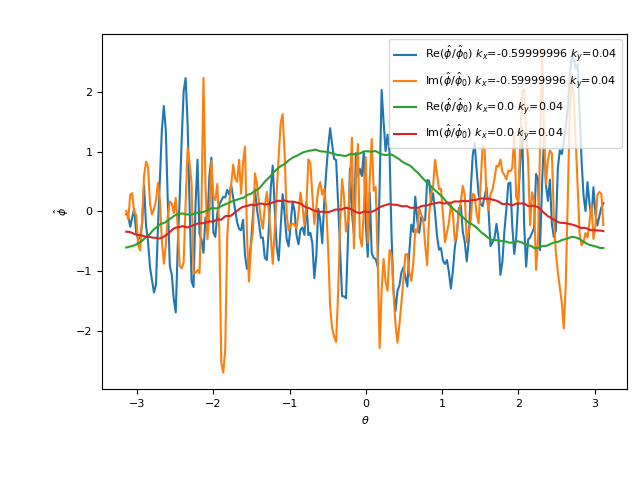 Re(φ̂/φ̂₀) kₓ=-0.59999996 k_y=0.04
Im(φ̂/φ̂₀) kₓ=-0.59999996 k_y=0.04
Re(φ̂/φ̂₀) kₓ=0.0 k_y=0.04
Im(φ̂/φ̂₀) kₓ=0.0 k_y=0.04
2
1
0
−1
−2
φ̂
−3 −2 −1 0 1 2 3
θ